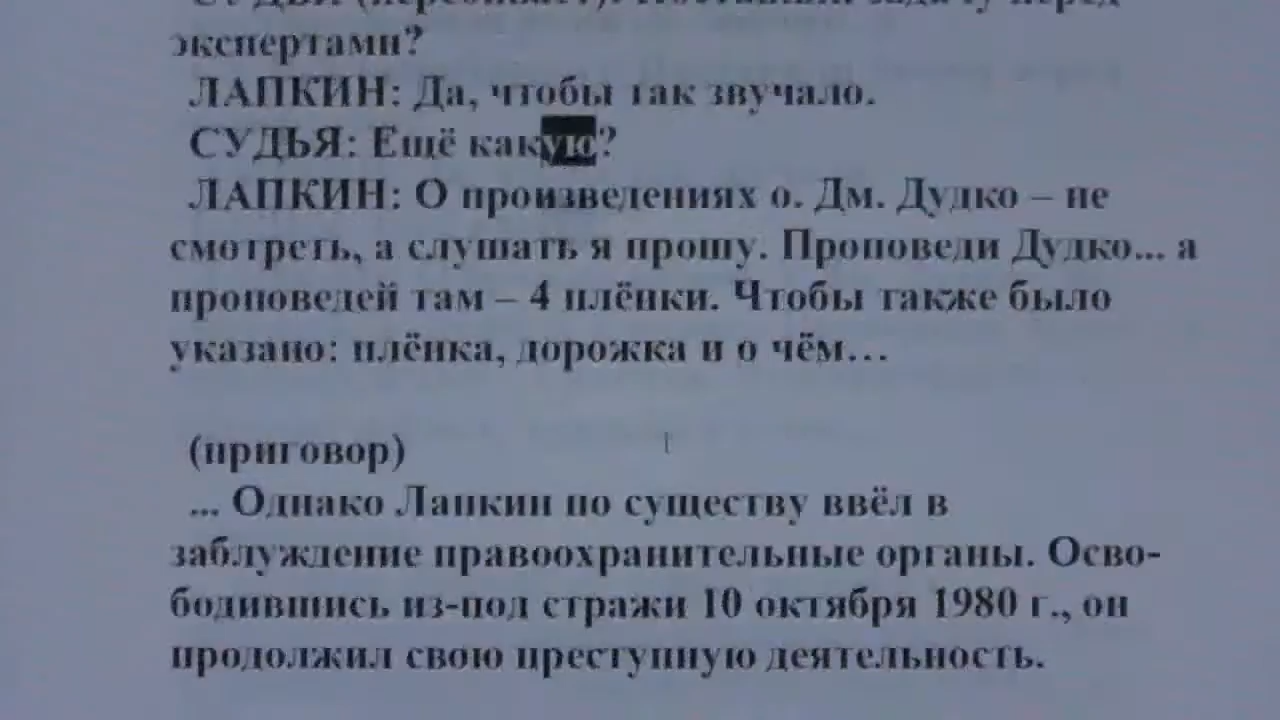 экспертами?
ЛАПКИН: Да, чтобы так звучало.
СУДЬЯ: Ещё какую?
ЛАПКИН: О произведениях о. Дм. Дудко – не
смотреть, а слушать я прошу. Проповеди Дудко... а
проповедей там – 4 плёнки. Чтобы также было
указано: плёнка, дорожка и о чём…
(приговор)
... Однако Лапкин по существу ввёл в
заблуждение правоохранительные органы. Осво-
бодившись из-под стражи 10 октября 1980 г., он
продолжил свою преступную деятельность.